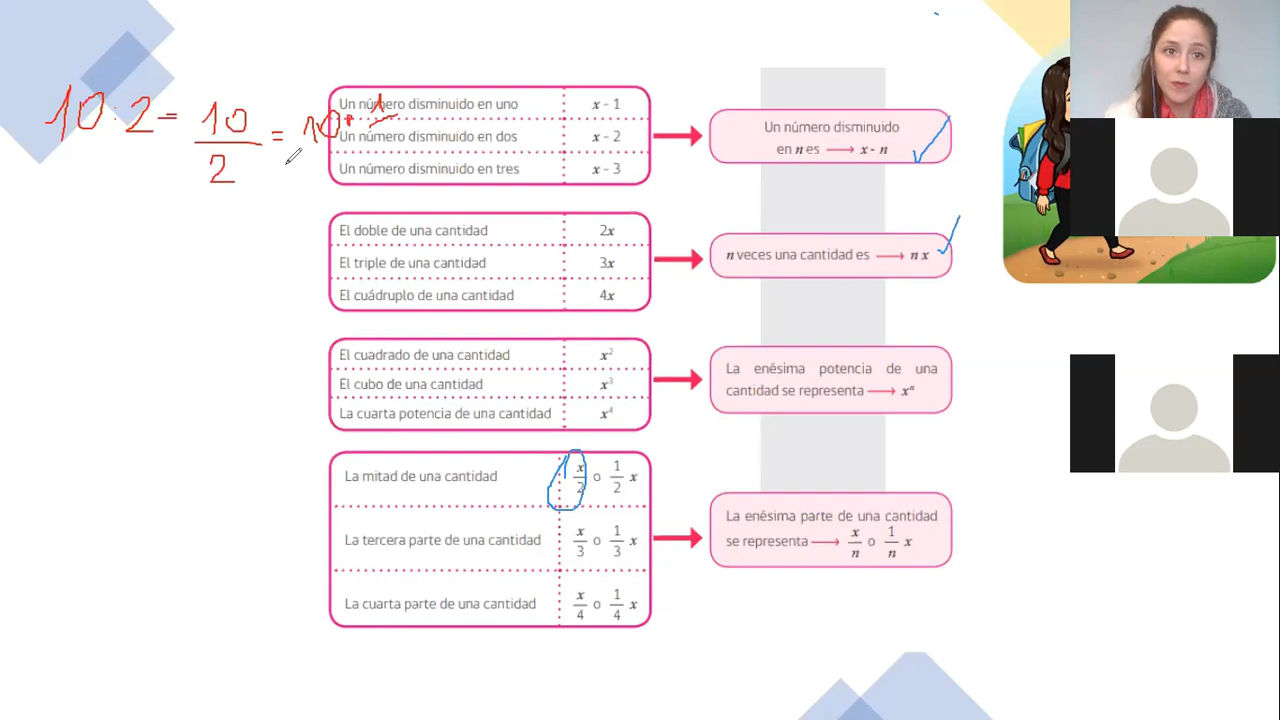 10 : 2 = 10/2 = 10 · 1
Un número disminuido en uno x - 1
Un número disminuido en dos x - 2
Un número disminuido en tres x - 3
Un número disminuido
en n es → x - n
El doble de una cantidad 2x
El triple de una cantidad 3x
El cuádruplo de una cantidad 4x
n veces una cantidad es → n x
El cuadrado de una cantidad x²
El cubo de una cantidad x³
La cuarta potencia de una cantidad x⁴
La enésima potencia de una
cantidad se representa → xⁿ
La mitad de una cantidad x/2 o 1/2 x
La tercera parte de una cantidad x/3 o 1/3 x
La cuarta parte de una cantidad x/4 o 1/4 x
La enésima parte de una cantidad
se representa → x/n o 1/n x